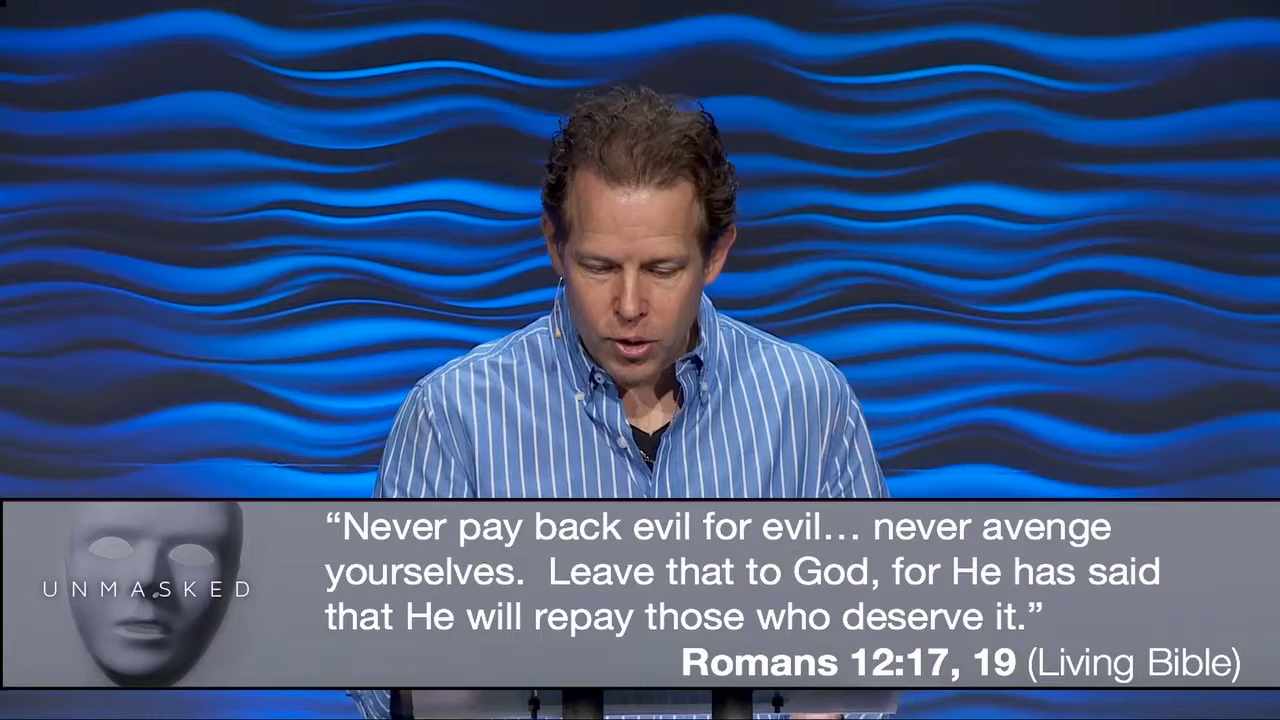 UNMASKED
“Never pay back evil for evil… never avenge
yourselves.  Leave that to God, for He has said
that He will repay those who deserve it.”
Romans 12:17, 19 (Living Bible)